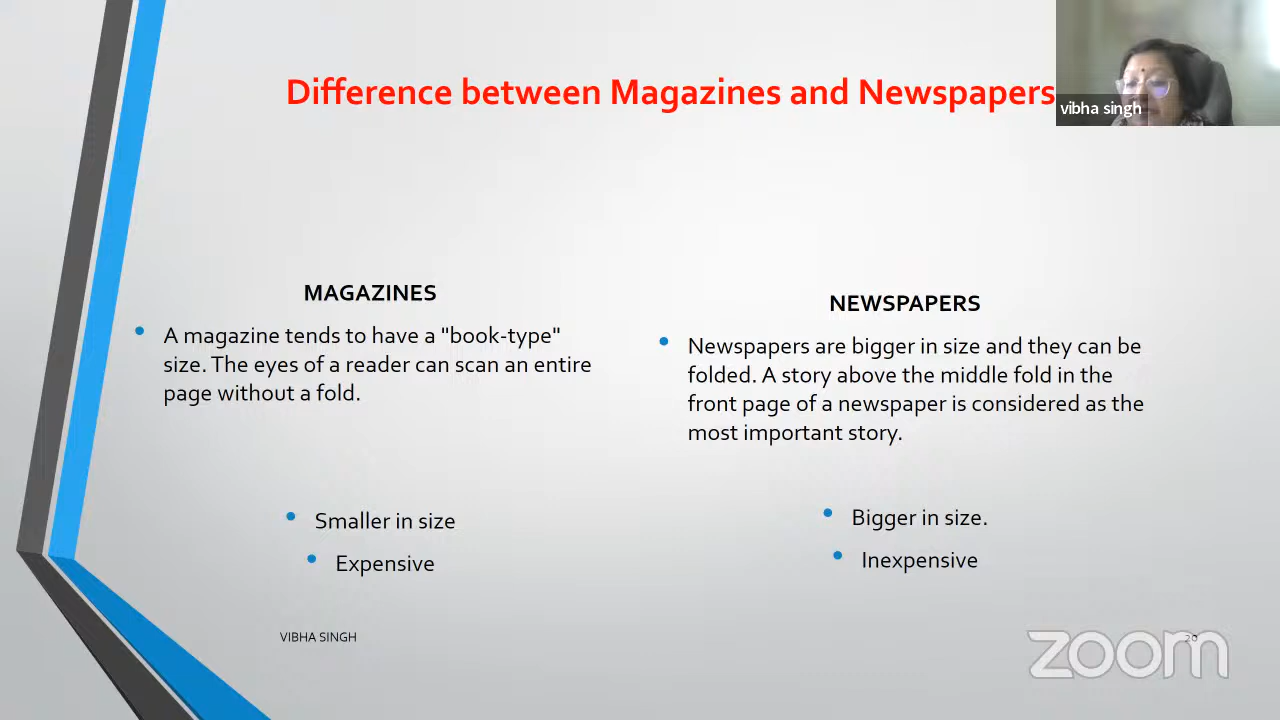 Difference between Magazines and Newspapers
vibha singh
MAGAZINES
• A magazine tends to have a "book-type"
size. The eyes of a reader can scan an entire
page without a fold.
• Smaller in size
• Expensive
NEWSPAPERS
• Newspapers are bigger in size and they can be
folded. A story above the middle fold in the
front page of a newspaper is considered as the
most important story.
• Bigger in size.
• Inexpensive
VIBHA SINGH
20
zoom